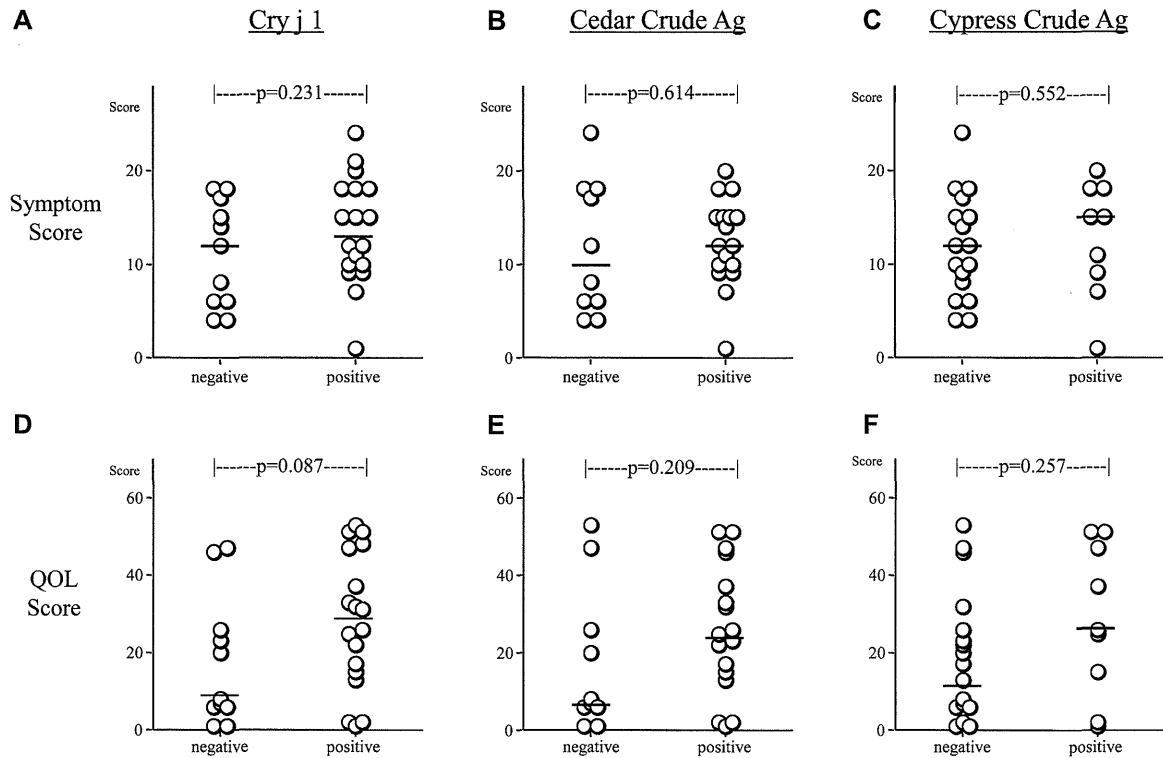 A Cry j 1 B Cedar Crude Ag C Cypress Crude Ag
Score |------p=0.231------| Score |------p=0.614------| Score |------p=0.552------|
20 20 20
Symptom
Score
10 10 10
0 0 0
negative positive negative positive negative positive
D E F
Score |------p=0.087------| Score |------p=0.209------| Score |------p=0.257------|
60 60 60
40 40 40
QOL
Score
20 20 20
0 0 0
negative positive negative positive negative positive